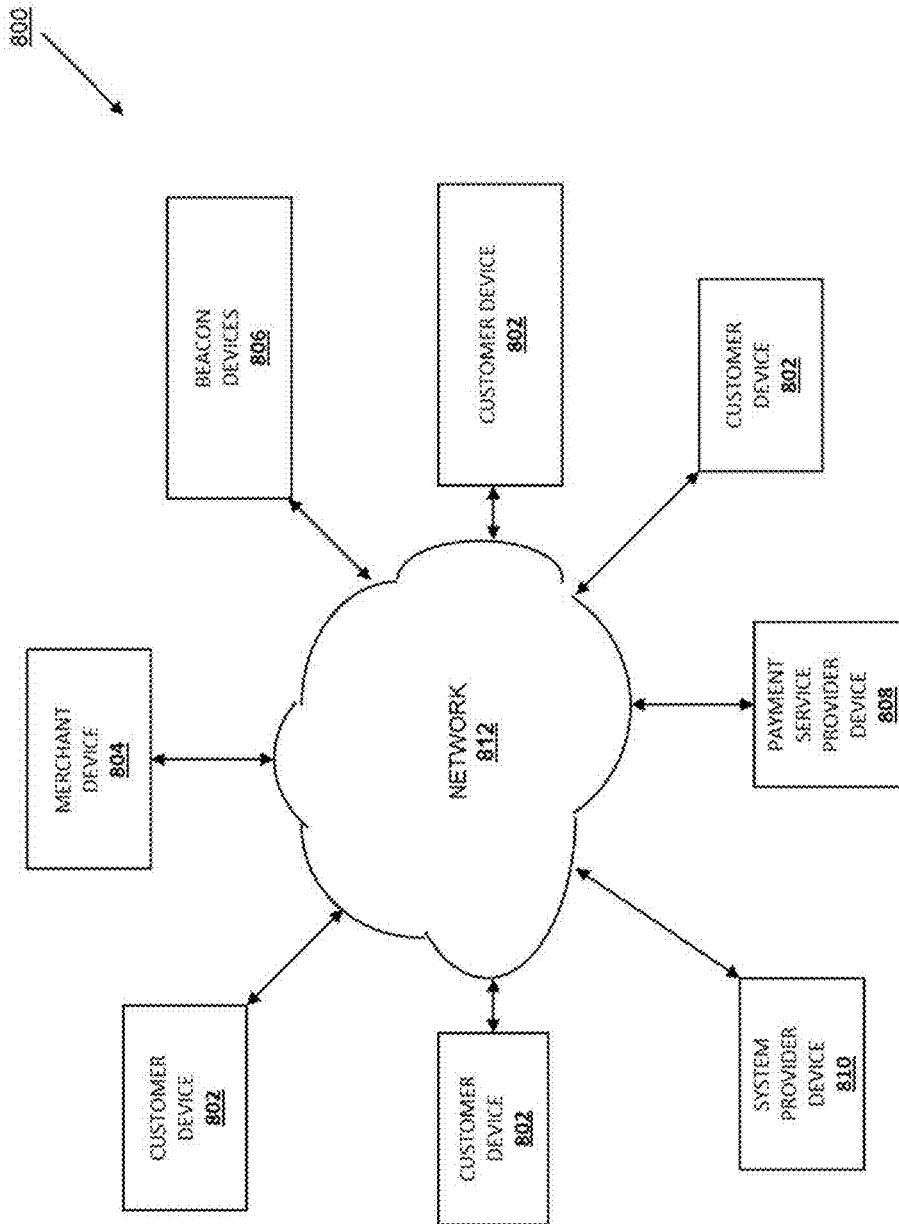 800
BEACON
DEVICES
806
CUSTOMER DEVICE
802
CUSTOMER
DEVICE
802
MERCHANT
DEVICE
804
NETWORK
812
PAYMENT
SERVICE
PROVIDER
DEVICE
808
CUSTOMER
DEVICE
802
CUSTOMER
DEVICE
802
SYSTEM
PROVIDER
DEVICE
810